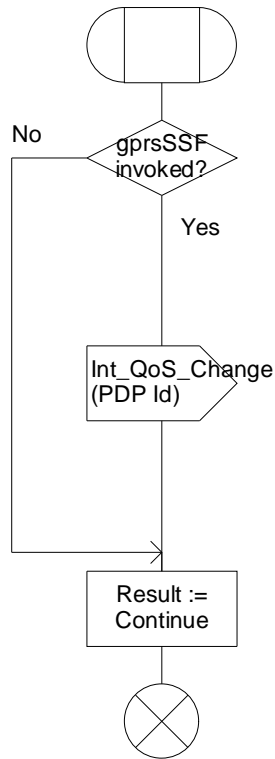 No
gprsSSF
invoked?
Yes
Int_QoS_Change
(PDP Id)
Result :=
Continue